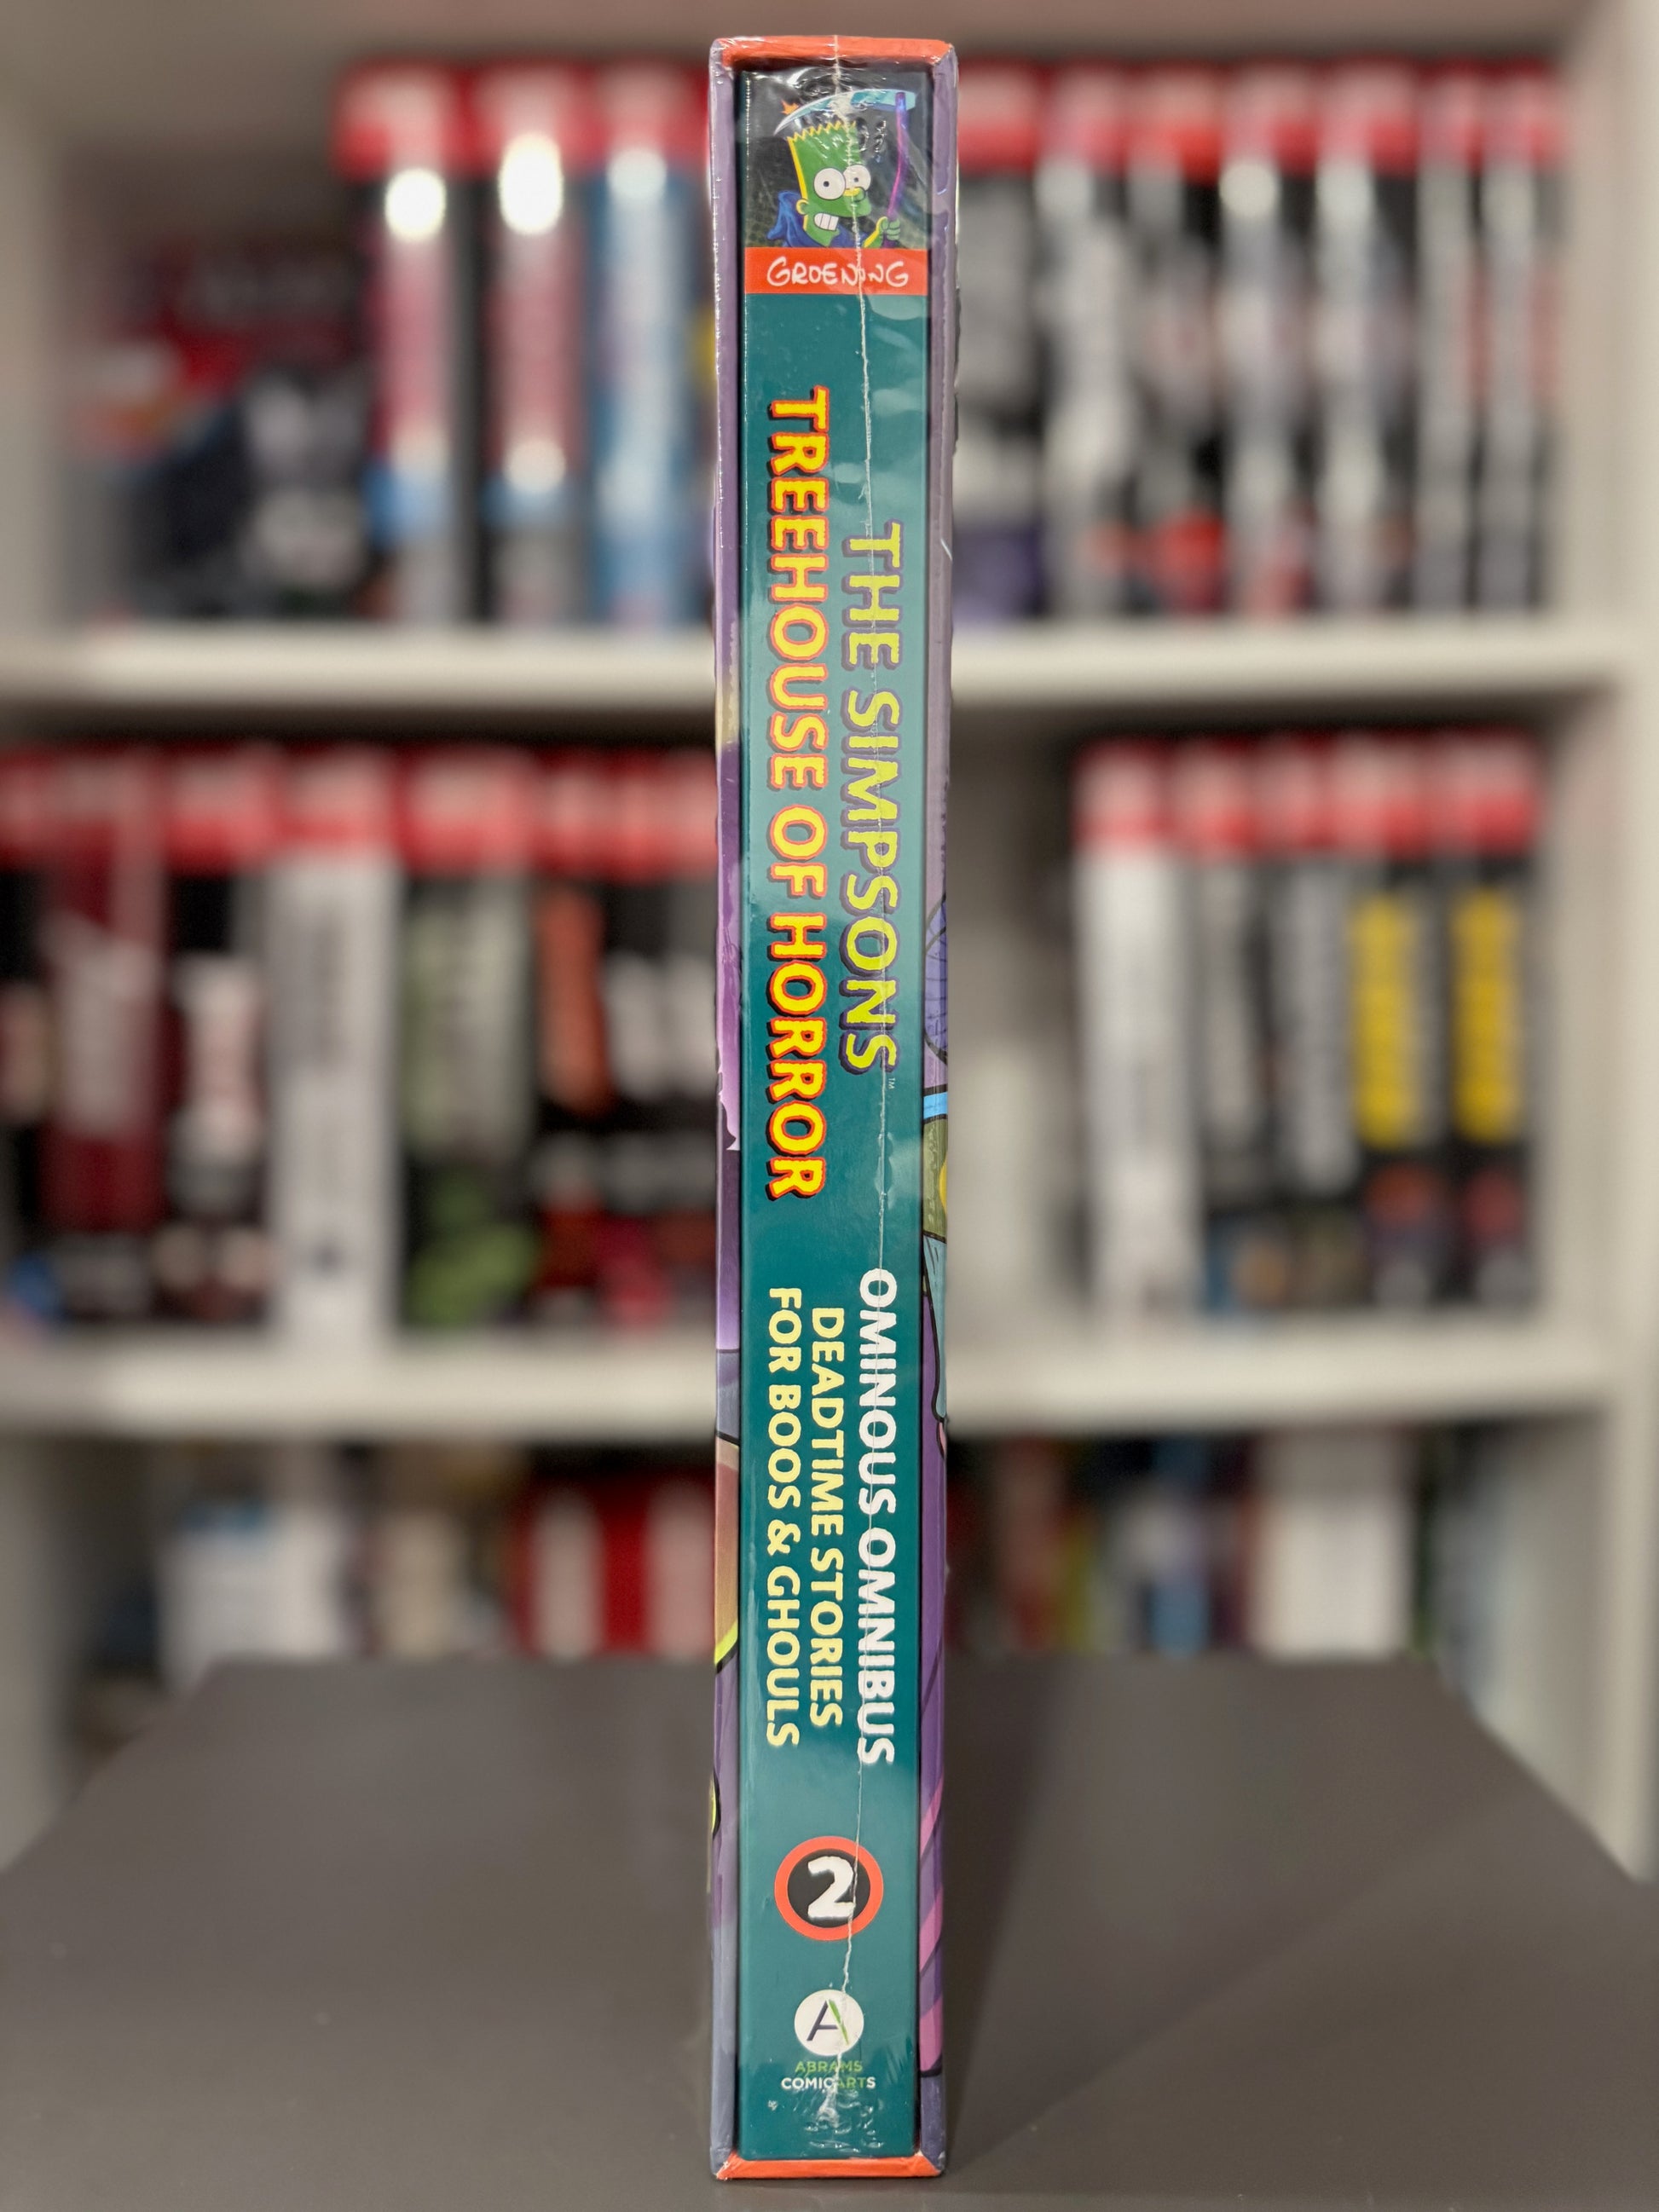 GROENING
THE SIMPSONS™
TREEHOUSE OF HORROR
OMINOUS OMNIBUS
DEADTIME STORIES
FOR BOOS & GHOULS
2
A
ABRAMS
COMICARTS